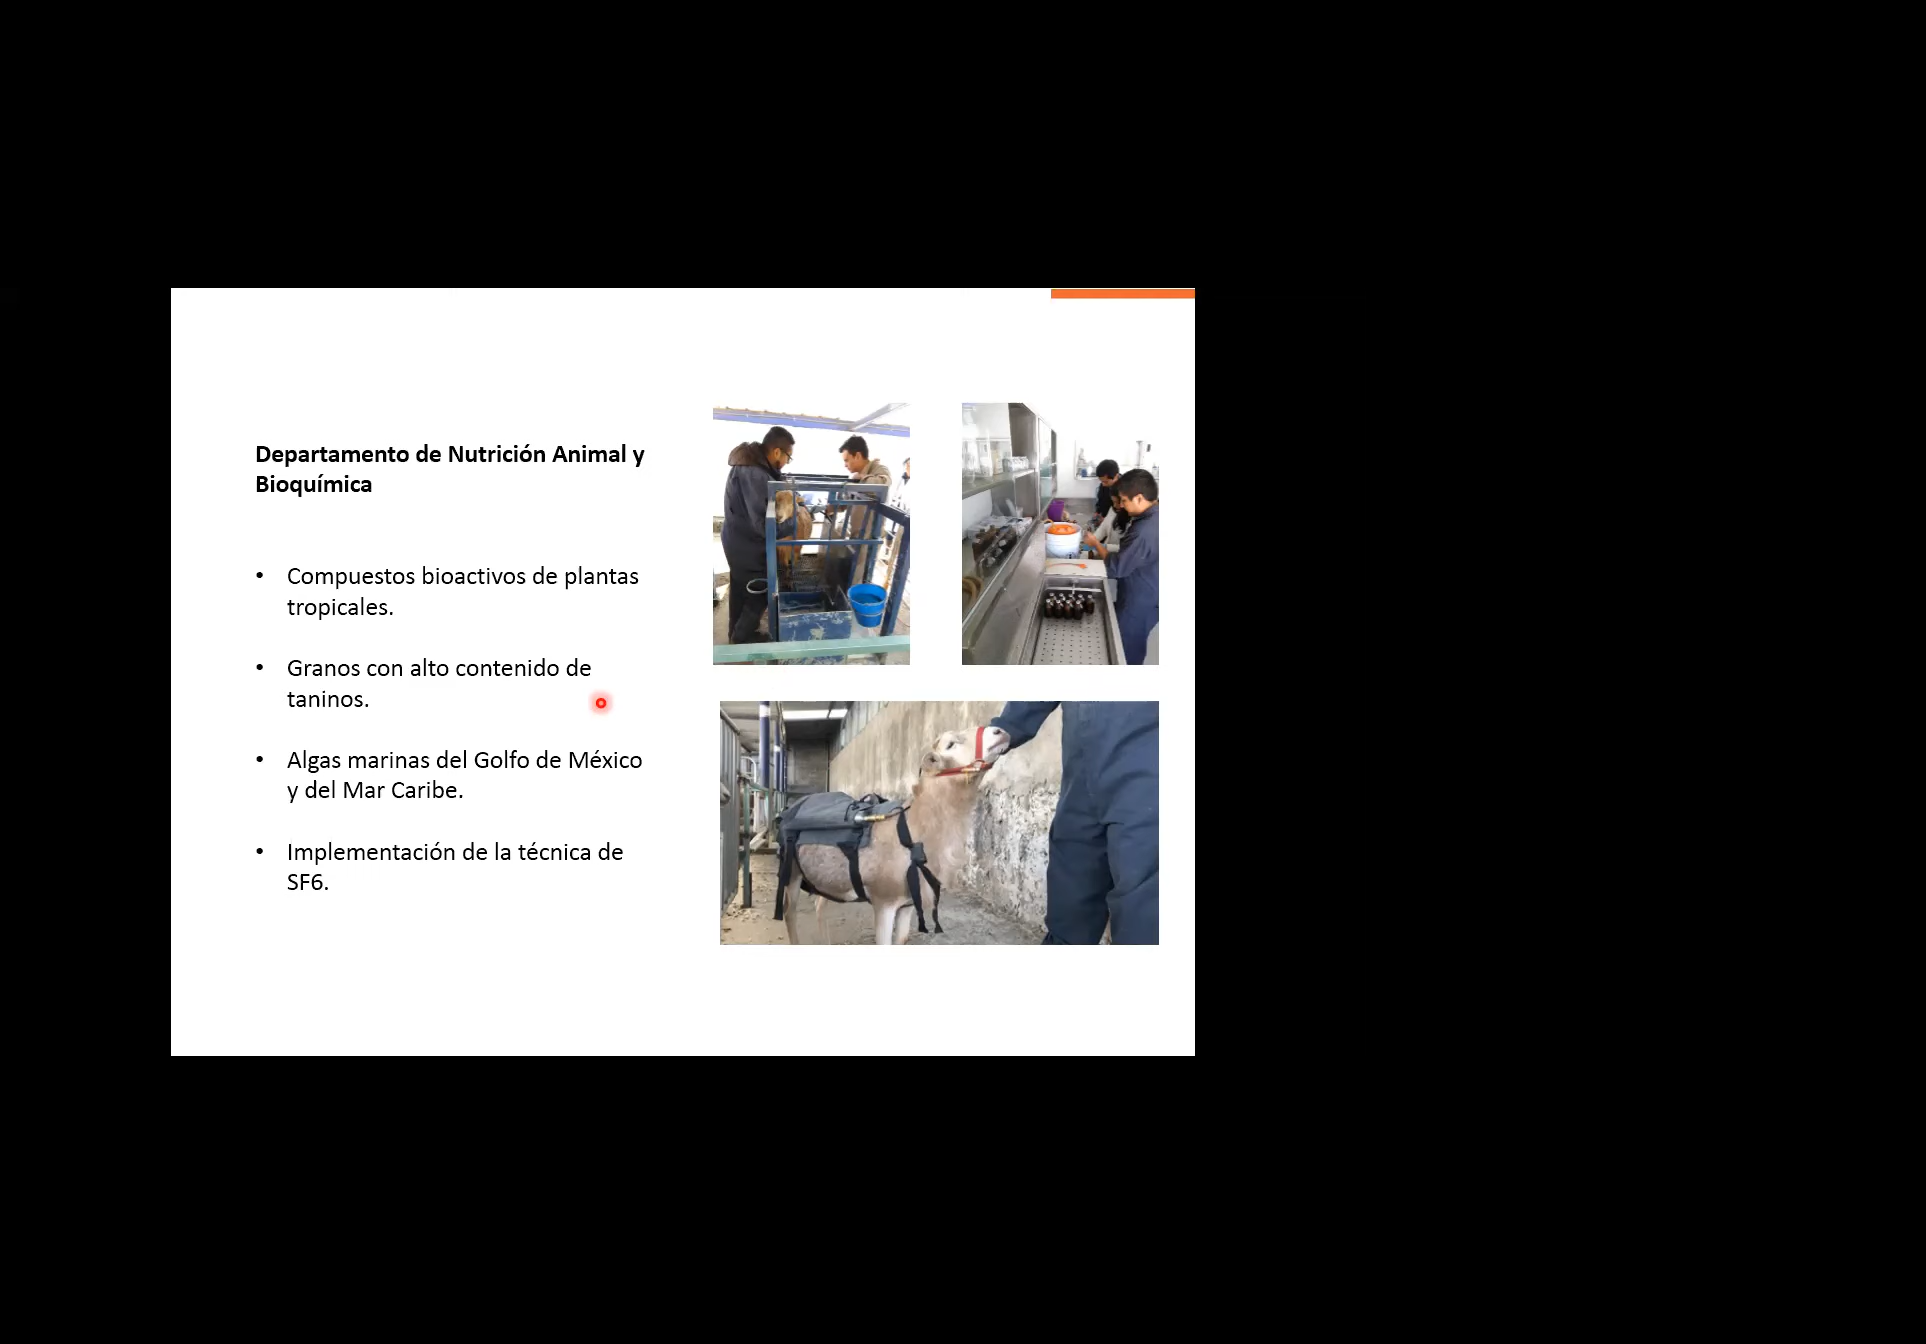 Departamento de Nutrición Animal y
Bioquímica
• Compuestos bioactivos de plantas
tropicales.
• Granos con alto contenido de
taninos.
• Algas marinas del Golfo de México
y del Mar Caribe.
• Implementación de la técnica de
SF6.